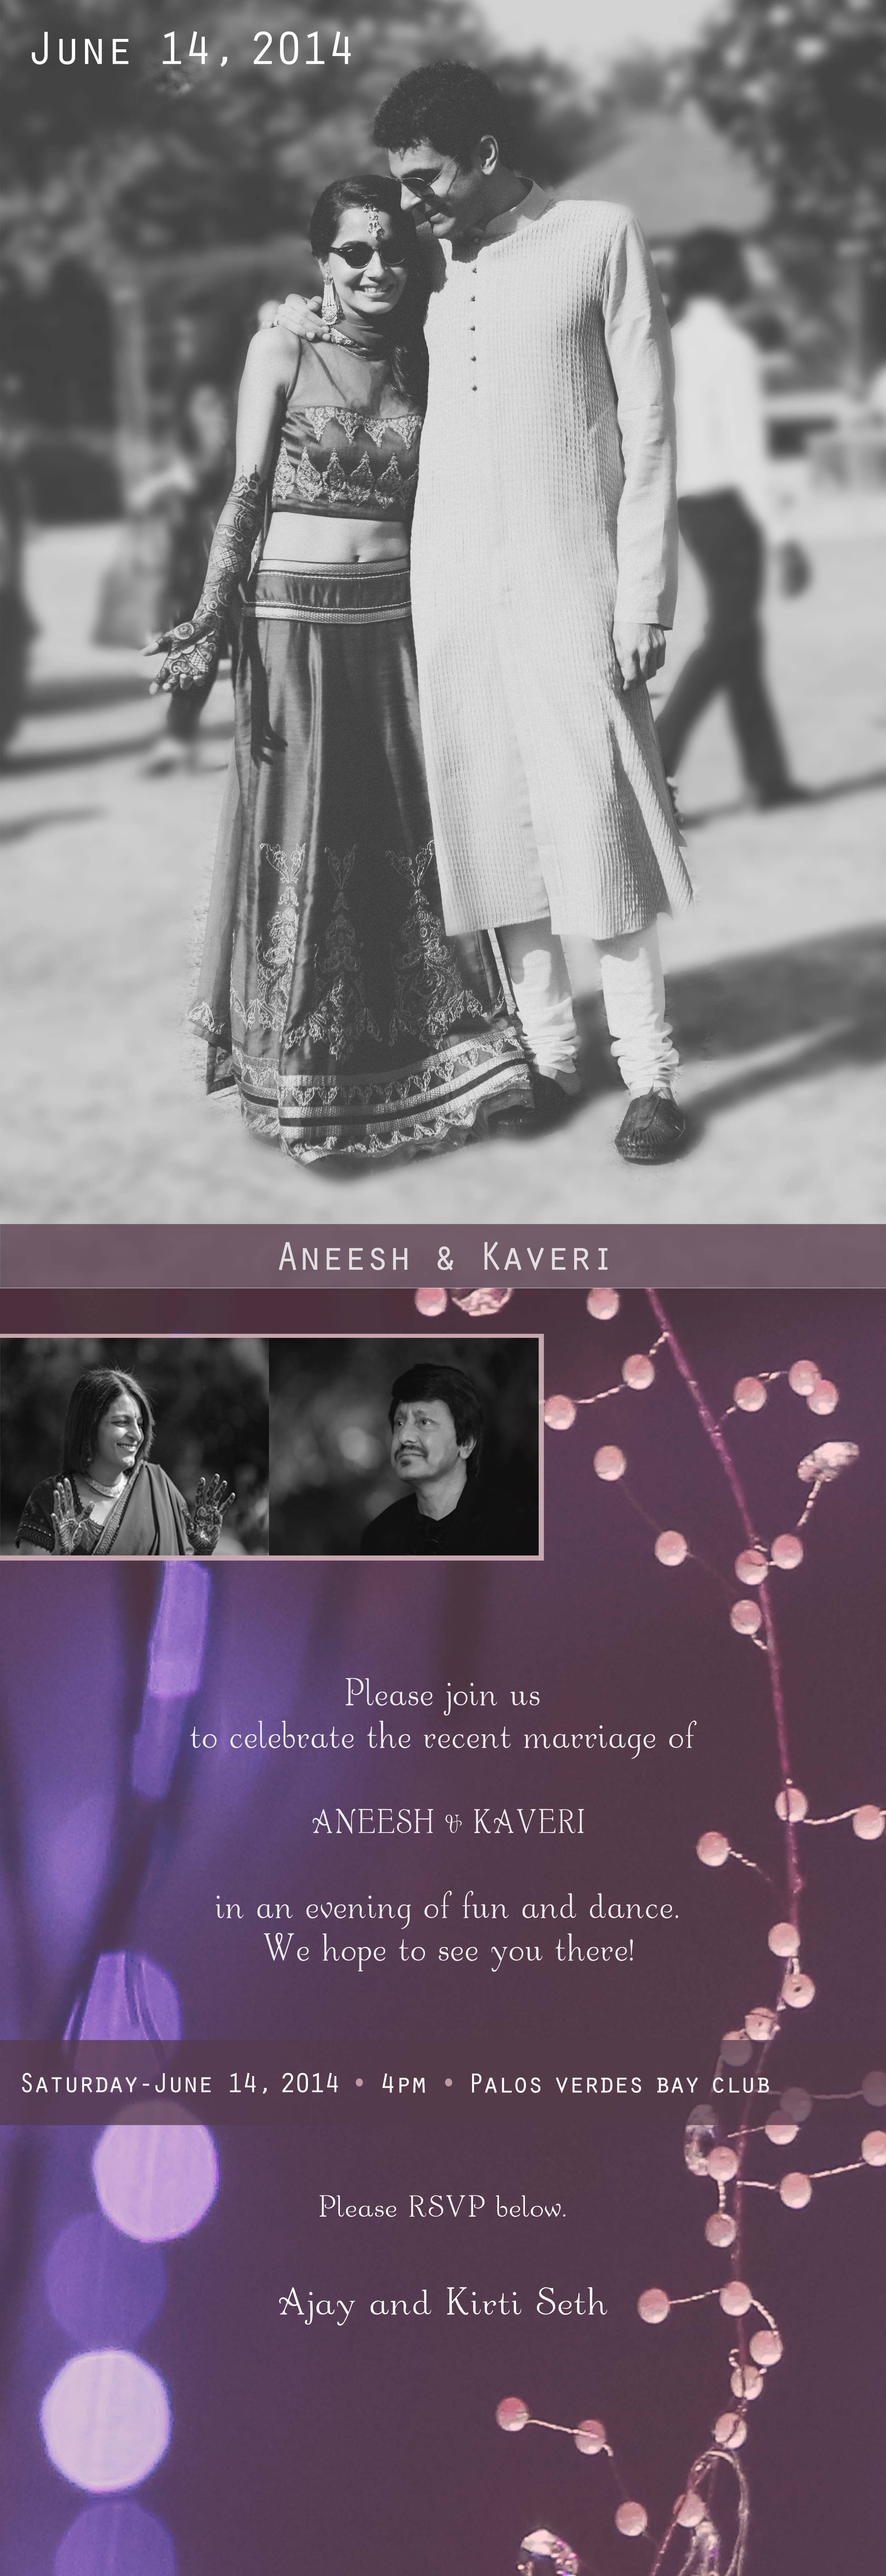 June 14, 2014
Aneesh & Kaveri
Please join us
to celebrate the recent marriage of
ANEESH & KAVERI
in an evening of fun and dance.
We hope to see you there!
Saturday-June 14, 2014 • 4pm • Palos verdes bay club
Please RSVP below.
Ajay and Kirti Seth